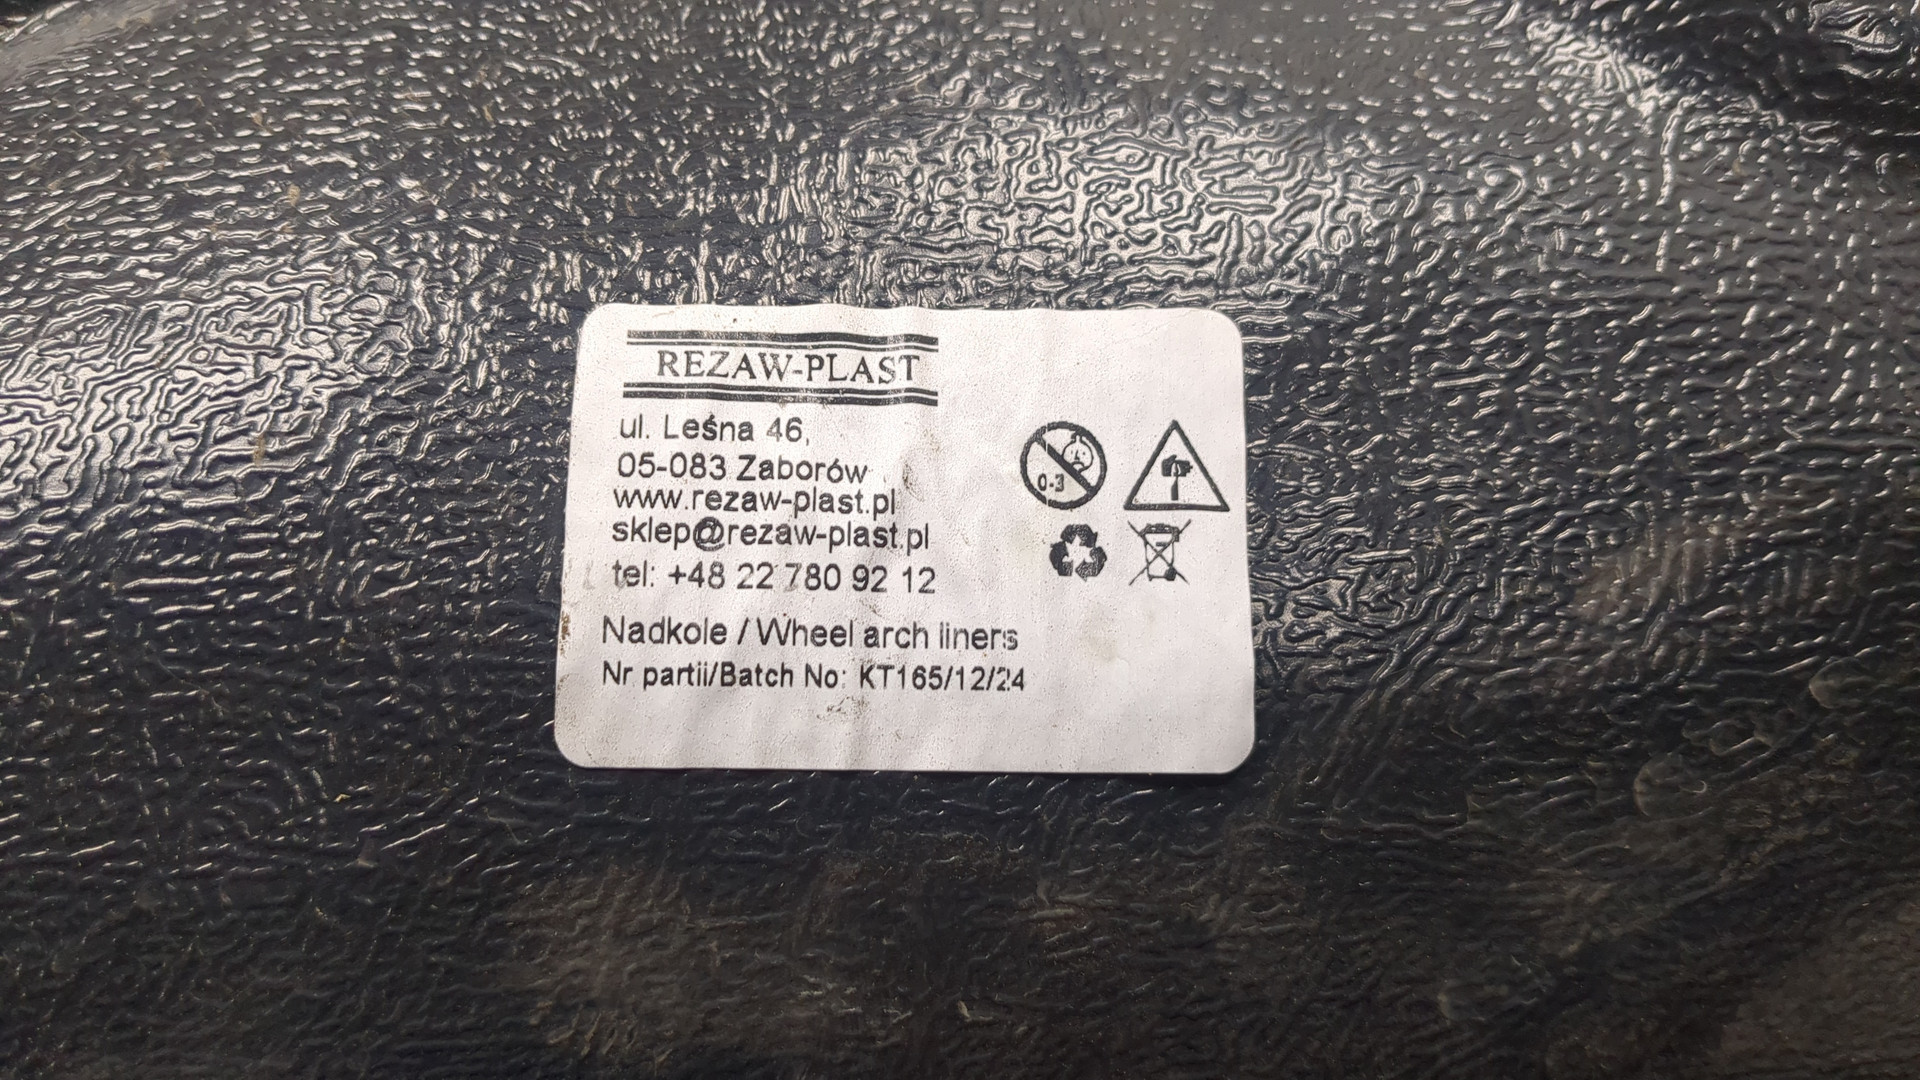 REZAW-PLAST
ul. Leśna 46,
05-083 Zaborów
www.rezaw-plast.pl
sklep@rezaw-plast.pl
tel: +48 22 780 92 12
0-3
Nadkole / Wheel arch liners
Nr partii/Batch No: KT165/12/24